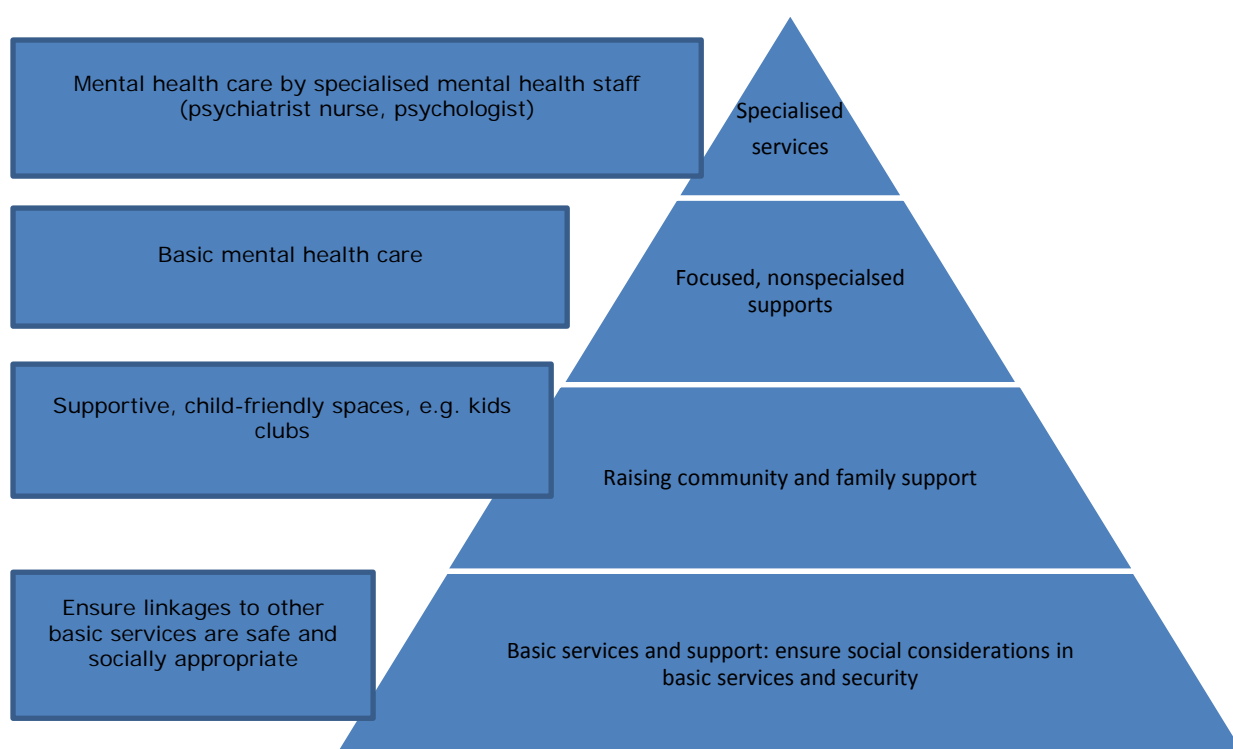 Mental health care by specialised mental health staff
(psychiatrist nurse, psychologist)
Specialised
services
Basic mental health care
Focused, nonspecialsed
supports
Supportive, child-friendly spaces, e.g. kids
clubs
Raising community and family support
Ensure linkages to other
basic services are safe and
socially appropriate
Basic services and support: ensure social considerations in
basic services and security